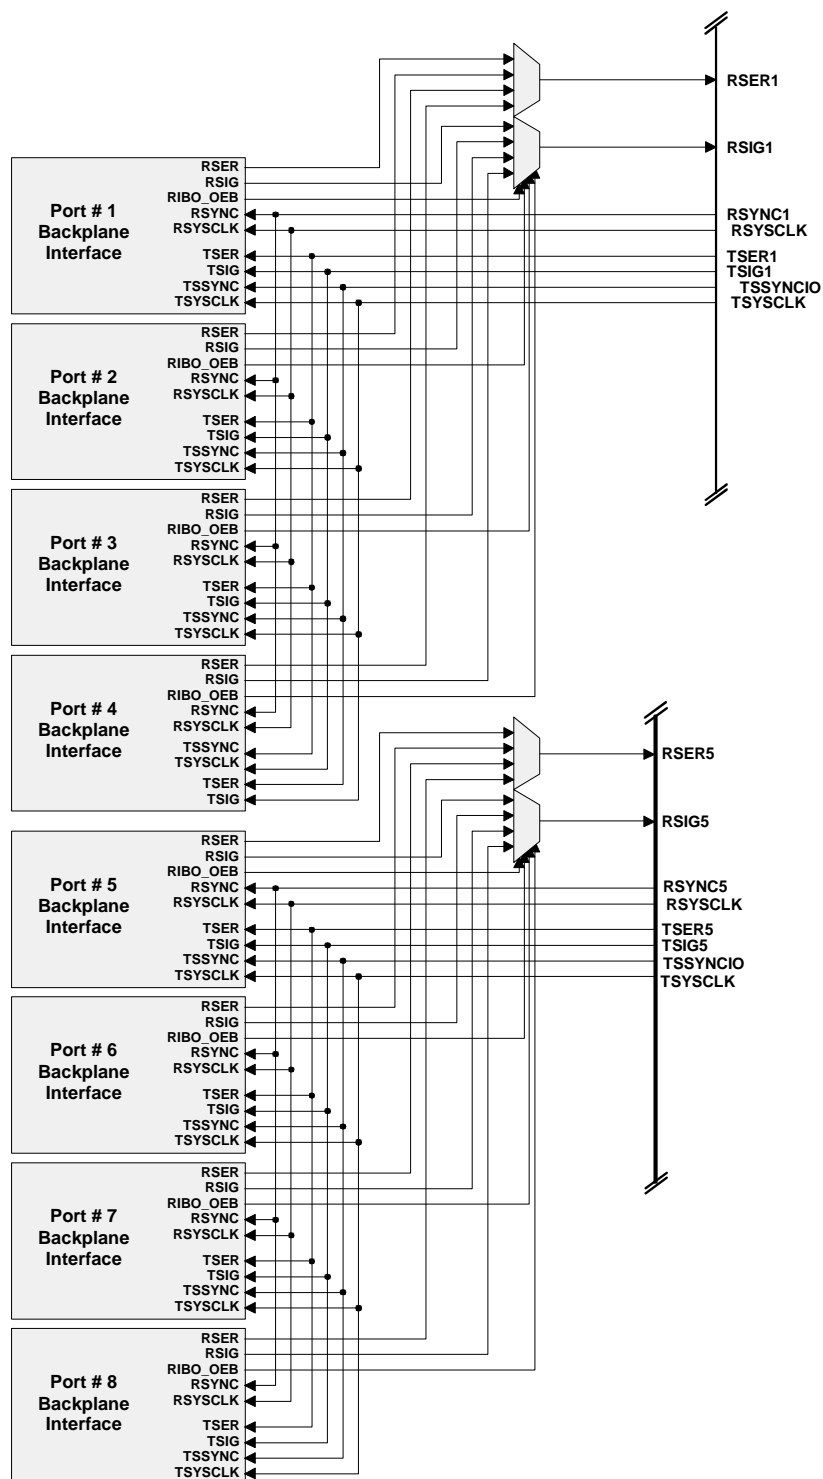 RSER1
RSIG1
RSER
RSIG
RIBO_OEB
Port # 1
Backplane
Interface
RSYNC
RSYSCLK
TSER
TSIG
TSSYNC
TSYSCLK
RSYNC1
RSYSCLK
TSER1
TSIG1
TSSYNCIO
TSYSCLK
RSER
RSIG
RIBO_OEB
Port # 2
Backplane
Interface
RSYNC
RSYSCLK
TSER
TSIG
TSSYNC
TSYSCLK
RSER
RSIG
RIBO_OEB
Port # 3
Backplane
Interface
RSYNC
RSYSCLK
TSER
TSIG
TSSYNC
TSYSCLK
RSER
RSIG
RIBO_OEB
Port # 4
Backplane
Interface
RSYNC
RSYSCLK
TSSYNC
TSYSCLK
TSER
TSIG
RSER5
RSIG5
RSER
RSIG
RIBO_OEB
Port # 5
Backplane
Interface
RSYNC
RSYSCLK
TSER
TSIG
TSSYNC
TSYSCLK
RSYNC5
RSYSCLK
TSER5
TSIG5
TSSYNCIO
TSYSCLK
RSER
RSIG
RIBO_OEB
Port # 6
Backplane
Interface
RSYNC
RSYSCLK
TSER
TSIG
TSSYNC
TSYSCLK
RSER
RSIG
RIBO_OEB
Port # 7
Backplane
Interface
RSYNC
RSYSCLK
TSER
TSIG
TSSYNC
TSYSCLK
RSER
RSIG
RIBO_OEB
Port # 8
Backplane
Interface
RSYNC
RSYSCLK
TSER
TSIG
TSSYNC
TSYSCLK